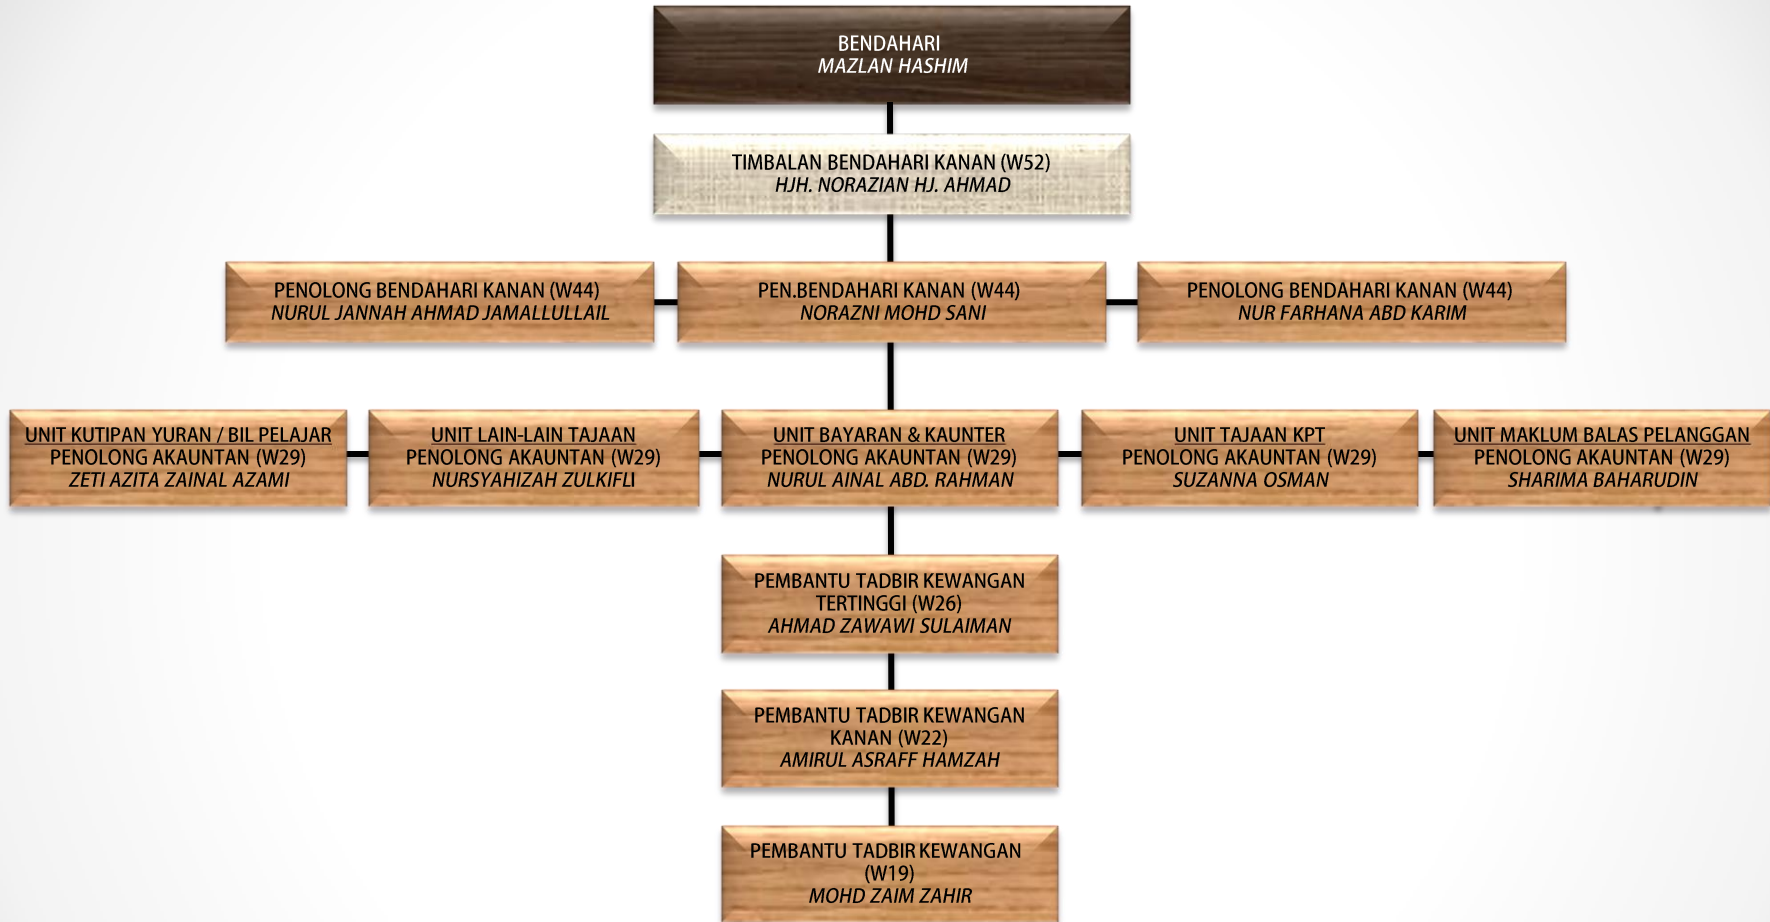 BENDAHARI
MAZLAN HASHIM
TIMBALAN BENDAHARI KANAN (W52)
HJH. NORAZIAN HJ. AHMAD
PENOLONG BENDAHARI KANAN (W44)
NURUL JANNAH AHMAD JAMALLULLAIL
PEN.BENDAHARI KANAN (W44)
NORAZNI MOHD SANI
PENOLONG BENDAHARI KANAN (W44)
NUR FARHANA ABD KARIM
UNIT KUTIPAN YURAN / BIL PELAJAR
PENOLONG AKAUNTAN (W29)
ZETI AZITA ZAINAL AZAMI
UNIT LAIN-LAIN TAJAAN
PENOLONG AKAUNTAN (W29)
NURSYAHIZAH ZULKIFLI
UNIT BAYARAN & KAUNTER
PENOLONG AKAUNTAN (W29)
NURUL AINAL ABD. RAHMAN
UNIT TAJAAN KPT
PENOLONG AKAUNTAN (W29)
SUZANNA OSMAN
UNIT MAKLUM BALAS PELANGGAN
PENOLONG AKAUNTAN (W29)
SHARIMA BAHARUDIN
PEMBANTU TADBIR KEWANGAN
TERTINGGI (W26)
AHMAD ZAWAWI SULAIMAN
PEMBANTU TADBIR KEWANGAN
KANAN (W22)
AMIRUL ASRAFF HAMZAH
PEMBANTU TADBIR KEWANGAN
(W19)
MOHD ZAIM ZAHIR